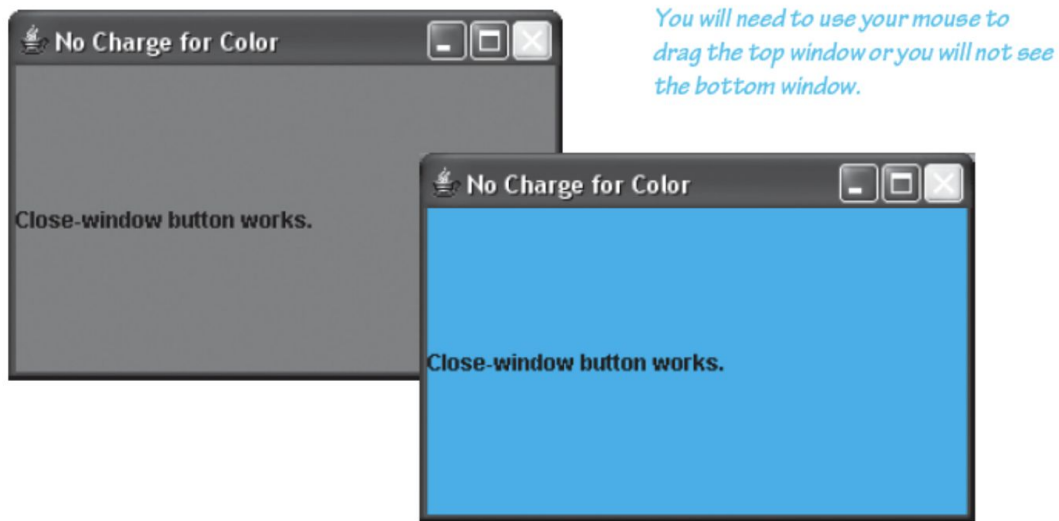 No Charge for Color
Close-window button works.
You will need to use your mouse to
drag the top window or you will not see
the bottom window.
No Charge for Color
Close-window button works.